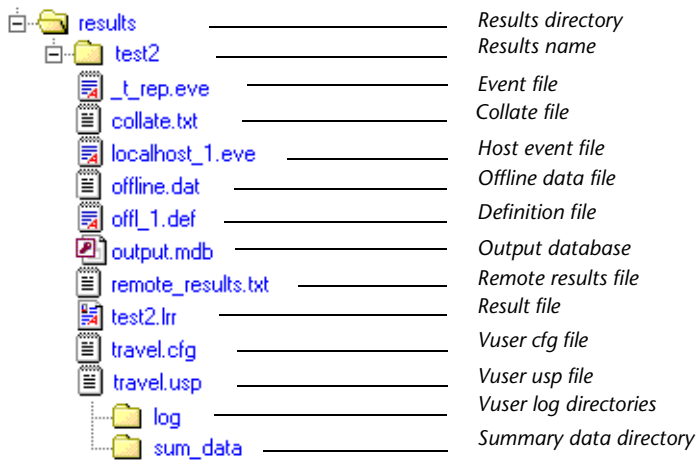 results Results directory
test2 Results name
_t_rep.eve Event file
collate.txt Collate file
localhost_1.eve Host event file
offline.dat Offline data file
offl_1.def Definition file
output.mdb Output database
remote_results.txt Remote results file
test2.lrr Result file
travel.cfg Vuser cfg file
travel.usp Vuser usp file
log Vuser log directories
sum_data Summary data directory